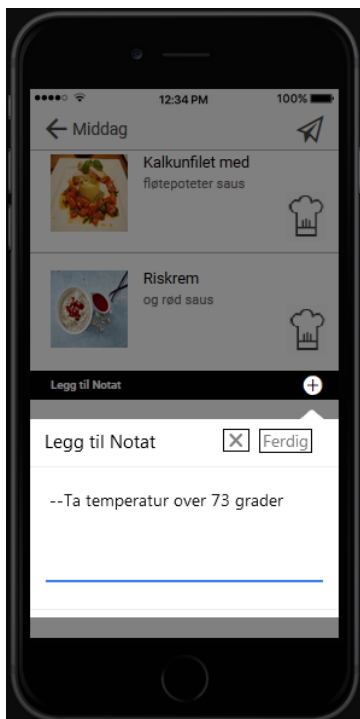 12:34 PM
100%
Middag
Kalkunfilet med
fløtepoteter saus
Riskrem
og rød saus
Legg til Notat
Legg til Notat
Ferdig
--Ta temperatur over 73 grader